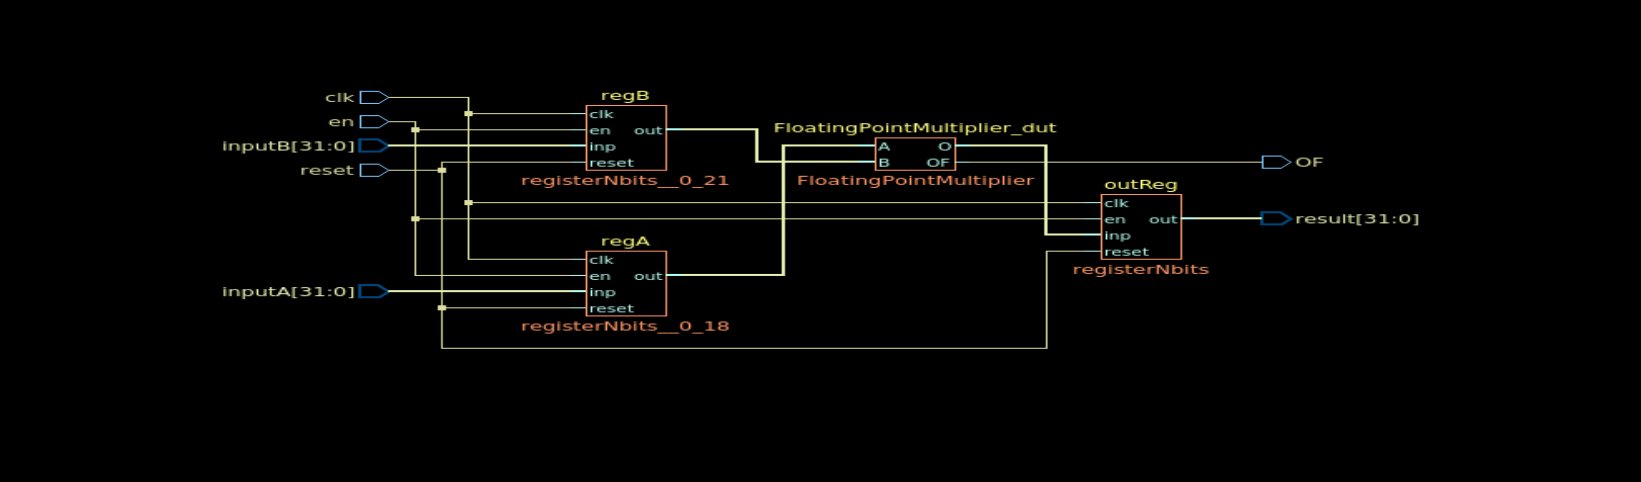 clk
en
inputB[31:0]
reset
regB
clk
en out
inp
reset
registerNbits__0_21
FloatingPointMultiplier_dut
A O
B OF
FloatingPointMultiplier
OF
outReg
clk
en out
inp
reset
registerNbits
result[31:0]
inputA[31:0]
regA
clk
en out
inp
reset
registerNbits__0_18